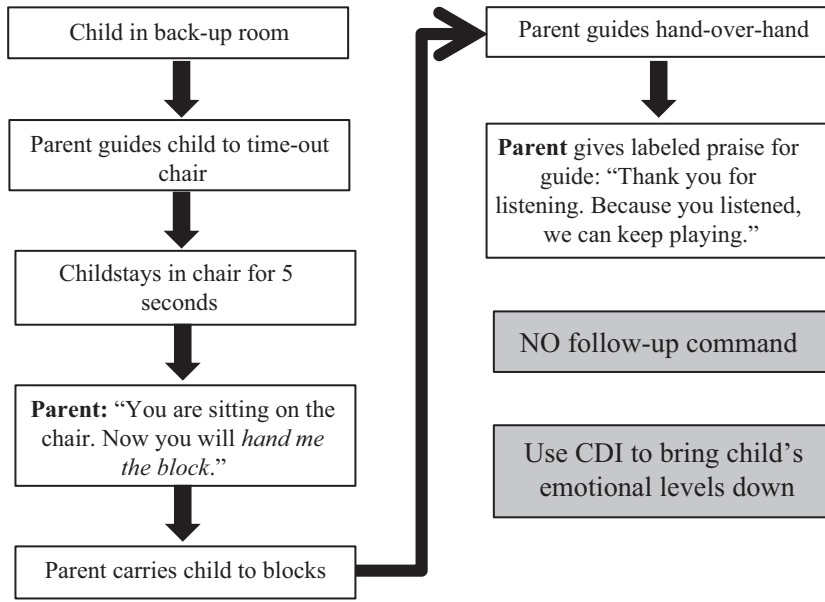 Child in back-up room
Parent guides child to time-out
chair
Childstays in chair for 5
seconds
Parent: “You are sitting on the
chair. Now you will hand me
the block.”
Parent carries child to blocks
Parent guides hand-over-hand
Parent gives labeled praise for
guide: “Thank you for
listening. Because you listened,
we can keep playing.”
NO follow-up command
Use CDI to bring child’s
emotional levels down